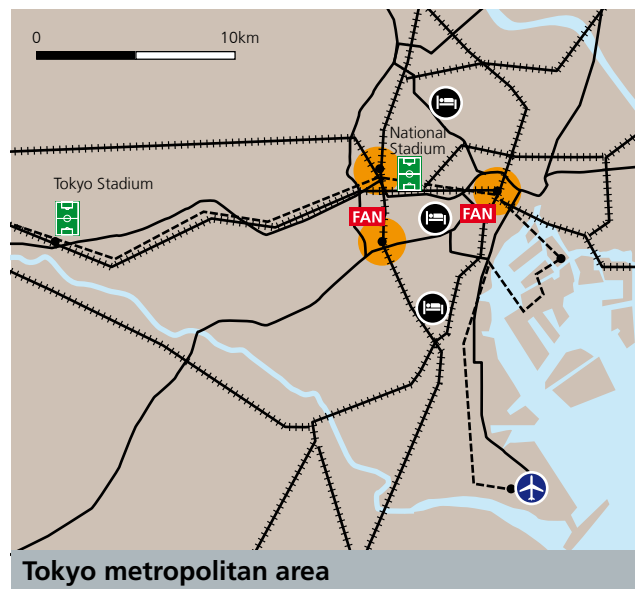 0 10km
National
Stadium
Tokyo Stadium
FAN
FAN
Tokyo metropolitan area